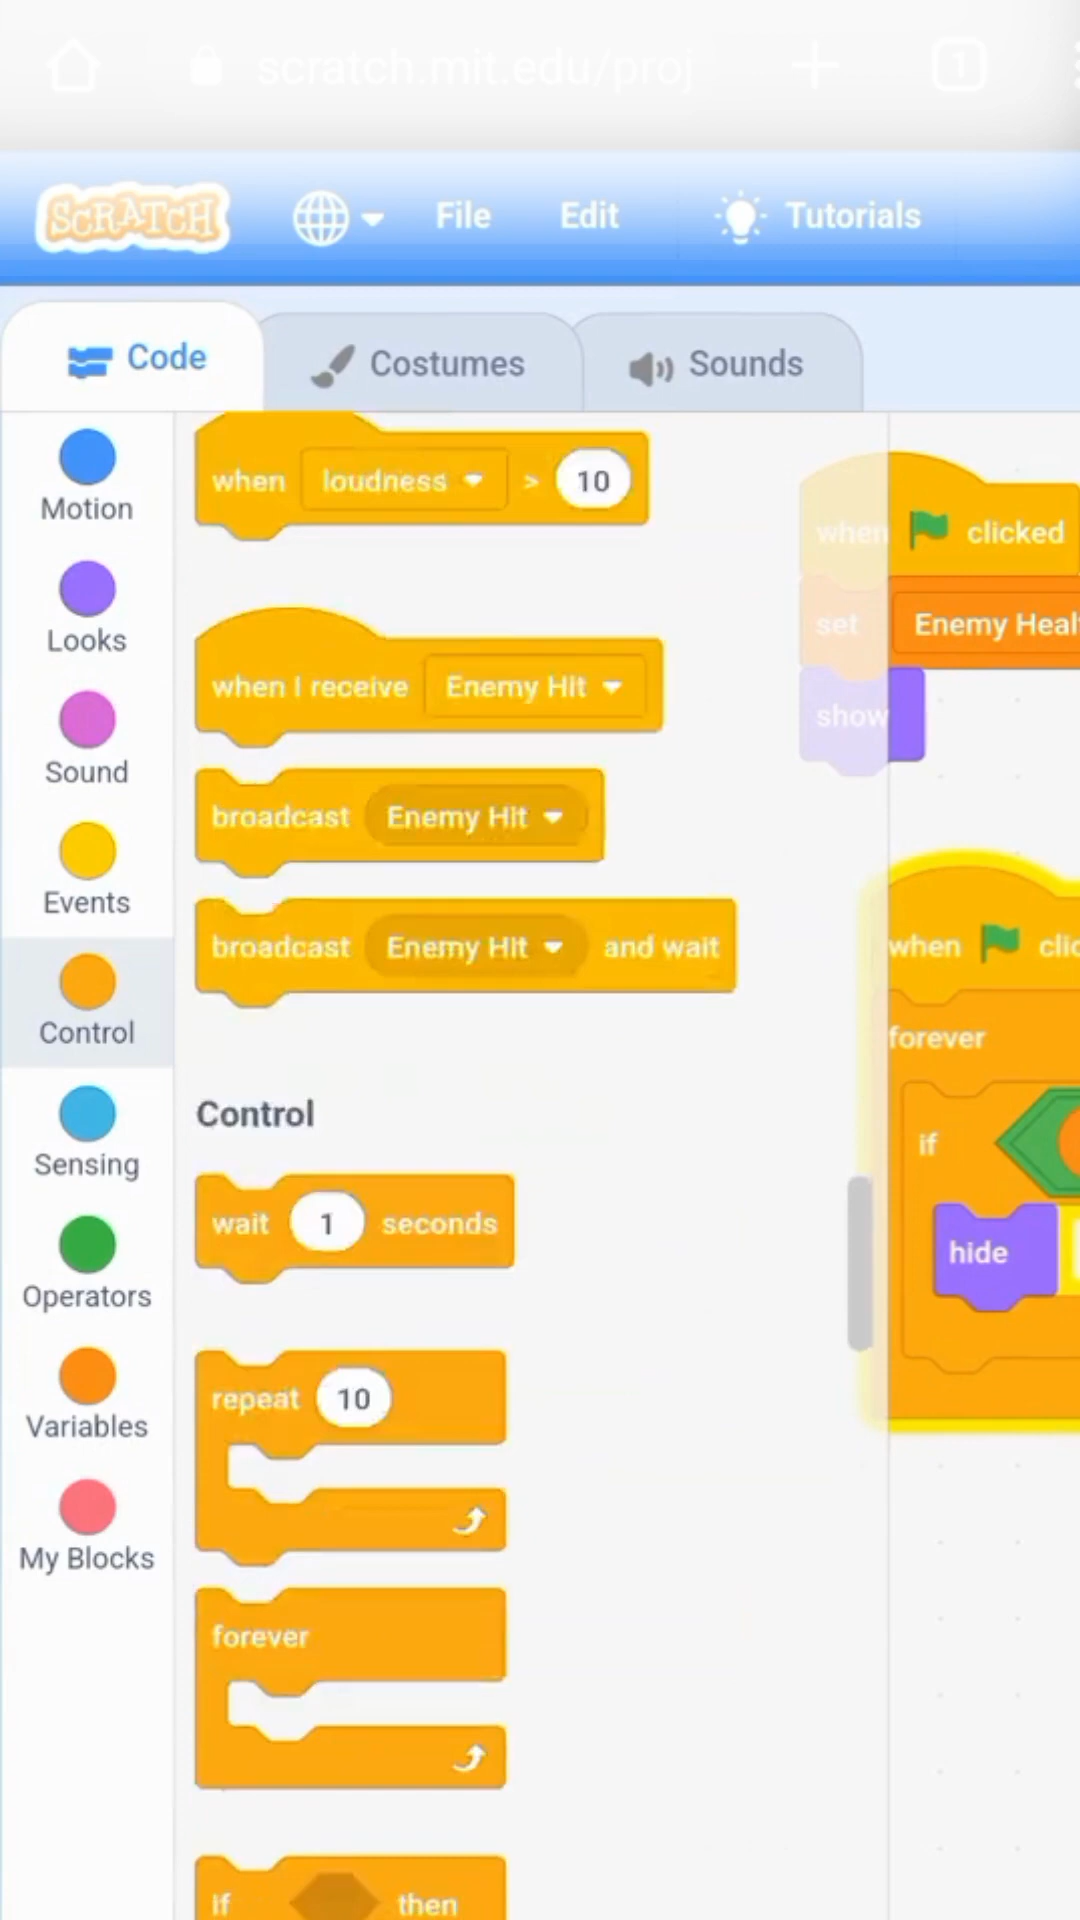 scratch.mit.edu/proj
1
SCRATCH
File
Edit
Tutorials
Code
Costumes
Sounds
Motion
Looks
Sound
Events
Control
Sensing
Operators
Variables
My Blocks
when loudness > 10
when I receive Enemy Hit
broadcast Enemy Hit
broadcast Enemy Hit and wait
Control
wait 1 seconds
repeat 10
forever
If then
when clicked
set Enemy Heal
show
when clic
forever
if
hide